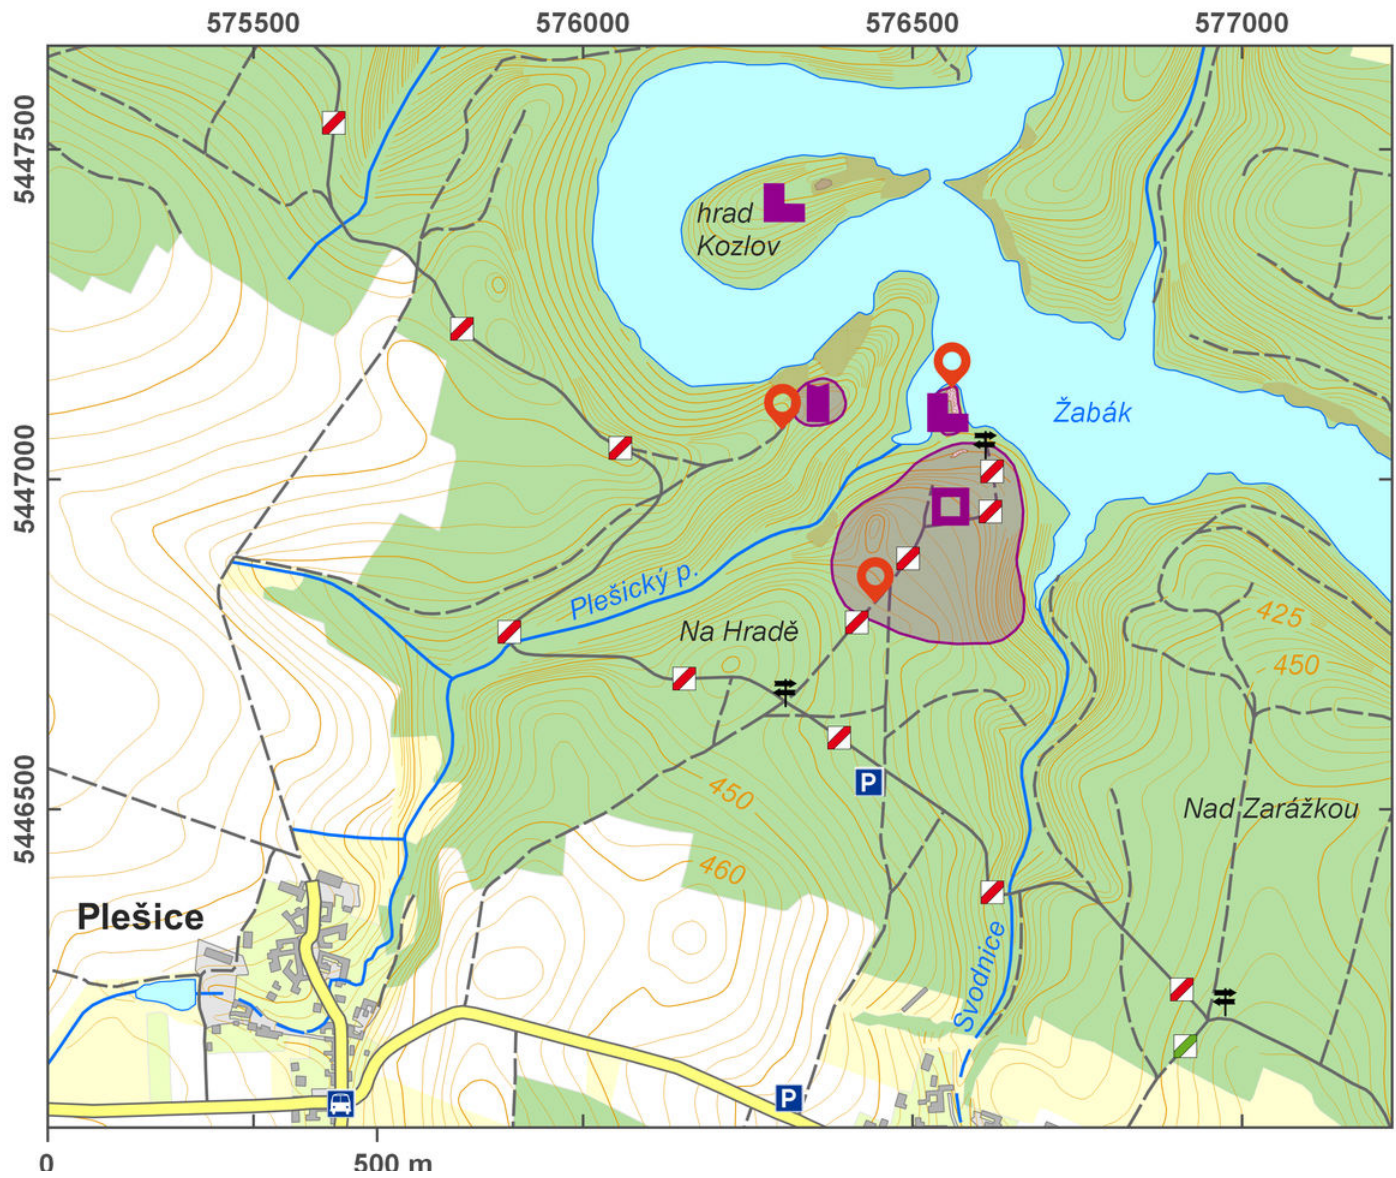 575500 576000 576500 577000
5447500
hrad
Kozlov
Žabák
5447000
Plešický p.
Na Hradě
425
450
5446500
450
P
Nad Zarážkou
460
Plešice
Svodnice
P
0 500 m